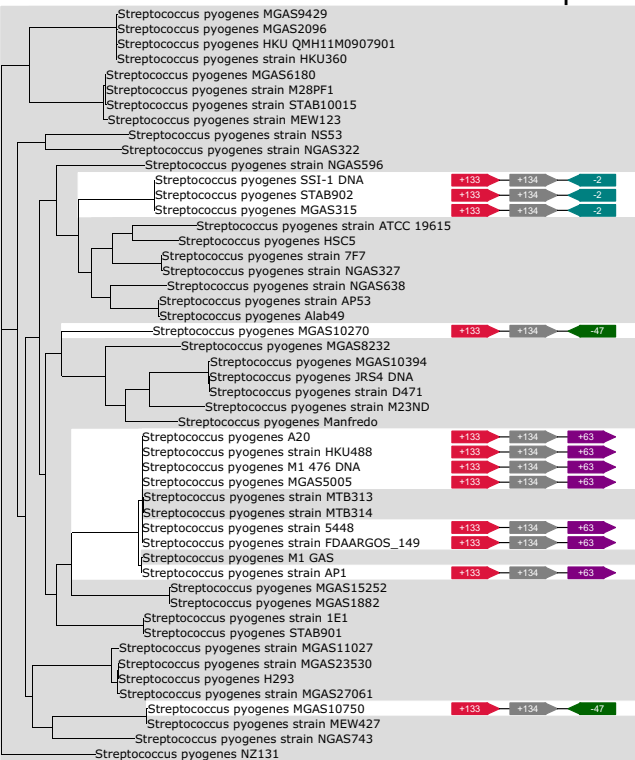 Streptococcus pyogenes MGAS9429
Streptococcus pyogenes MGAS2096
Streptococcus pyogenes HKU QMH11M0907901
Streptococcus pyogenes strain HKU360
Streptococcus pyogenes MGAS6180
Streptococcus pyogenes strain M28PF1
Streptococcus pyogenes STAB10015
Streptococcus pyogenes strain MEW123
Streptococcus pyogenes strain NS53
Streptococcus pyogenes strain NGAS322
Streptococcus pyogenes strain NGAS596
Streptococcus pyogenes SSI-1 DNA +133 +134 -2
Streptococcus pyogenes STAB902 +133 +134 -2
Streptococcus pyogenes MGAS315 +133 +134 -2
Streptococcus pyogenes strain ATCC 19615
Streptococcus pyogenes HSC5
Streptococcus pyogenes strain 7F7
Streptococcus pyogenes strain NGAS327
Streptococcus pyogenes strain NGAS638
Streptococcus pyogenes strain AP53
Streptococcus pyogenes Alab49
Streptococcus pyogenes MGAS10270 +133 +134 -47
Streptococcus pyogenes MGAS8232
Streptococcus pyogenes MGAS10394
Streptococcus pyogenes JRS4 DNA
Streptococcus pyogenes strain D471
Streptococcus pyogenes strain M23ND
Streptococcus pyogenes Manfredo
Streptococcus pyogenes A20 +133 +134 +63
Streptococcus pyogenes strain HKU488 +133 +134 +63
Streptococcus pyogenes M1 476 DNA +133 +134 +63
Streptococcus pyogenes MGAS5005 +133 +134 +63
Streptococcus pyogenes strain MTB313
Streptococcus pyogenes strain MTB314
Streptococcus pyogenes strain 5448 +133 +134 +63
Streptococcus pyogenes strain FDAARGOS_149 +133 +134 +63
Streptococcus pyogenes M1 GAS
Streptococcus pyogenes strain AP1 +133 +134 +63
Streptococcus pyogenes MGAS15252
Streptococcus pyogenes MGAS1882
Streptococcus pyogenes strain 1E1
Streptococcus pyogenes STAB901
Streptococcus pyogenes strain MGAS11027
Streptococcus pyogenes strain MGAS23530
Streptococcus pyogenes H293
Streptococcus pyogenes strain MGAS27061
Streptococcus pyogenes MGAS10750 +133 +134 -47
Streptococcus pyogenes strain MEW427
Streptococcus pyogenes strain NGAS743
Streptococcus pyogenes NZ131